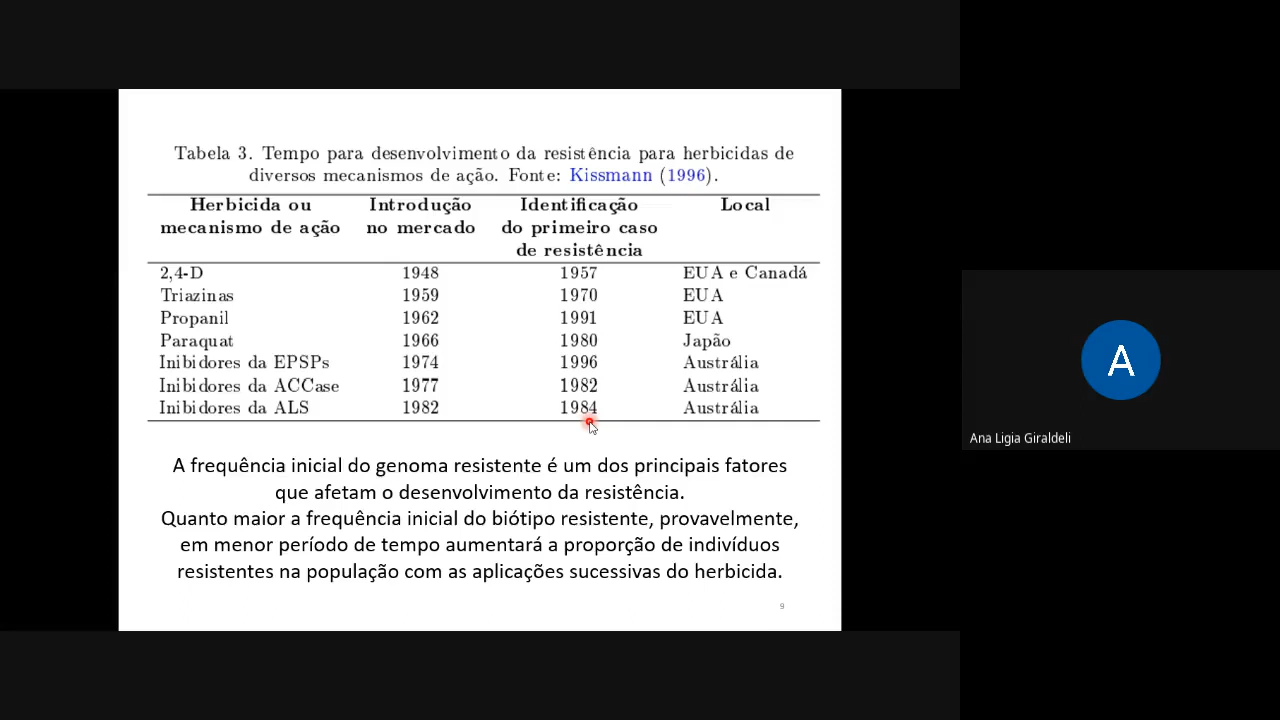 Tabela 3. Tempo para desenvolvimento da resistência para herbicidas de
diversos mecanismos de ação. Fonte: Kissmann (1996).
Herbicida ou Introdução Identificação Local
mecanismo de ação no mercado do primeiro caso
de resistência
2,4-D 1948 1957 EUA e Canadá
Triazinas 1959 1970 EUA
Propanil 1962 1991 EUA
Paraquat 1966 1980 Japão
Inibidores da EPSPs 1974 1996 Austrália
Inibidores da ACCase 1977 1982 Austrália
Inibidores da ALS 1982 1984 Austrália
A frequência inicial do genoma resistente é um dos principais fatores
que afetam o desenvolvimento da resistência.
Quanto maior a frequência inicial do biótipo resistente, provavelmente,
em menor período de tempo aumentará a proporção de indivíduos
resistentes na população com as aplicações sucessivas do herbicida.
9
A
Ana Ligia Giraldeli